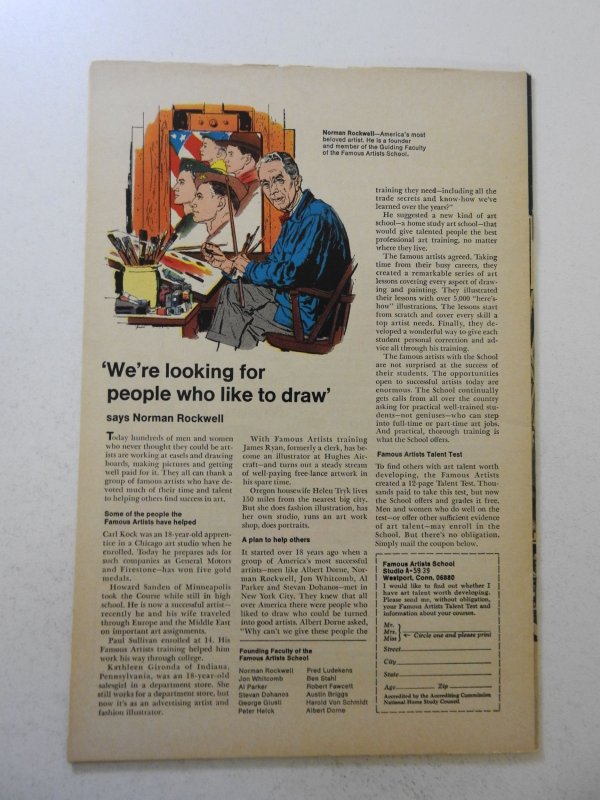 Norman Rockwell—America's most
beloved artist. He is a founder
and member of the Guiding Faculty
of the Famous Artists School.
'We're looking for
people who like to draw'
says Norman Rockwell
Today hundreds of men and women
who never thought they could be art-
ists are working at easels and drawing
boards, making pictures and getting
well paid for it. They all can thank a
group of famous artists who have de-
voted much of their time and talent
to helping others find success in art.
Some of the people the
Famous Artists have helped
Carl Kock was an 18-year-old appren-
tice in a Chicago art studio when he
enrolled. Today he prepares ads for
such companies as General Motors
and Firestone—has won five gold
medals.
Howard Sanden of Minneapolis
took the Course while still in high
school. He is now a successful artist—
recently he and his wife traveled
through Europe and the Middle East
on important art assignments.
Paul Sullivan enrolled at 14. His
Famous Artists training helped him
work his way through college.
Kathleen Gironda of Indiana,
Pennsylvania, was an 18-year-old
salesgirl in a department store. She
still works for a department store, but
now it's as an advertising artist and
fashion illustrator.
With Famous Artists training
James Ryan, formerly a clerk, has be-
come an illustrator at Hughes Air-
craft—and turns out a steady stream
of well-paying free-lance artwork in
his spare time.
Oregon housewife Helen Tryk lives
150 miles from the nearest big city.
But she does fashion illustration, has
her own studio, runs an art work
shop, does portraits.
A plan to help others
It started over 18 years ago when a
group of America's most successful
artists—men like Albert Dorne, Nor-
man Rockwell, Jon Whitcomb, Al
Parker and Stevan Dohanos—met in
New York City. They knew that all
over America there were people who
liked to draw who could be turned
into good artists. Albert Dorne asked,
"Why can't we give these people the
Founding Faculty of the
Famous Artists School
Norman Rockwell
Jon Whitcomb
Al Parker
Stevan Dohanos
George Giusti
Peter Helck
Fred Ludekens
Ben Stahl
Robert Fawcett
Austin Briggs
Harold Von Schmidt
Albert Dorne
training they need—including all the
trade secrets and know-how we've
learned over the years?"
He suggested a new kind of art
school—a home study art school—that
would give talented people the best
professional art training, no matter
where they live.
The famous artists agreed. Taking
time from their busy careers, they
created a remarkable series of art
lessons covering every aspect of draw-
ing and painting. They illustrated
their lessons with over 5,000 "here's-
how" illustrations. The lessons start
from scratch and cover every skill a
top artist needs. Finally, they de-
veloped a wonderful way to give each
student personal correction and ad-
vice all through his training.
The famous artists with the School
are not surprised at the success of
their students. The opportunities
open to successful artists today are
enormous. The School continually
gets calls from all over the country
asking for practical well-trained stu-
dents—not geniuses—who can step
into full-time or part-time art jobs.
And practical, thorough training is
what the School offers.
Famous Artists Talent Test
To find others with art talent worth
developing, the Famous Artists
created a 12-page Talent Test. Thou-
sands paid to take this test, but now
the School offers and grades it free.
Men and women who do well on the
test—or offer other sufficient evidence
of art talent—may enroll in the
School. But there's no obligation.
Simply mail the coupon below.
Famous Artists School
Studio A-5939
Westport, Conn. 06880
I would like to find out whether I
have art talent worth developing.
Please send me, without obligation,
your Famous Artists Talent Test and
information about your courses.
Mr.
Mrs. ← Circle one and please print
Miss
Street
City
State
Age Zip
Accredited by the Accrediting Commission
National Home Study Council